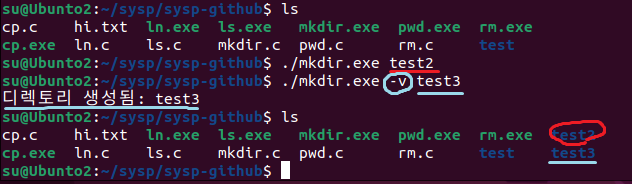 su@Ubunto2:~/sysp/sysp-github$ ls
cp.c hi.txt ln.exe ls.exe mkdir.exe pwd.exe rm.exe
cp.exe ln.c ls.c mkdir.c pwd.c rm.c test
su@Ubunto2:~/sysp/sysp-github$ ./mkdir.exe test2
su@Ubunto2:~/sysp/sysp-github$ ./mkdir.exe -v test3
디렉토리 생성됨: test3
su@Ubunto2:~/sysp/sysp-github$ ls
cp.c hi.txt ln.exe ls.exe mkdir.exe pwd.exe rm.exe test2
cp.exe ln.c ls.c mkdir.c pwd.c rm.c test test3
su@Ubunto2:~/sysp/sysp-github$